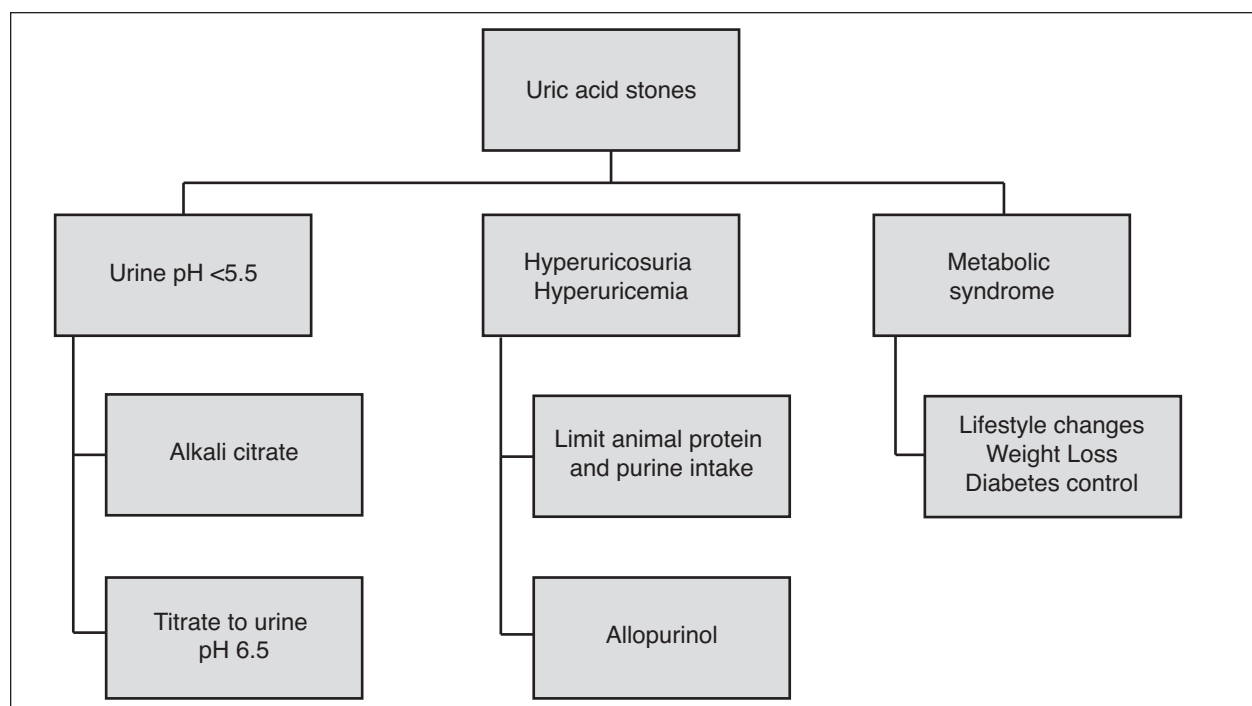 Uric acid stones
Urine pH <5.5
Hyperuricosuria
Hyperuricemia
Metabolic
syndrome
Alkali citrate
Limit animal protein
and purine intake
Lifestyle changes
Weight Loss
Diabetes control
Titrate to urine
pH 6.5
Allopurinol